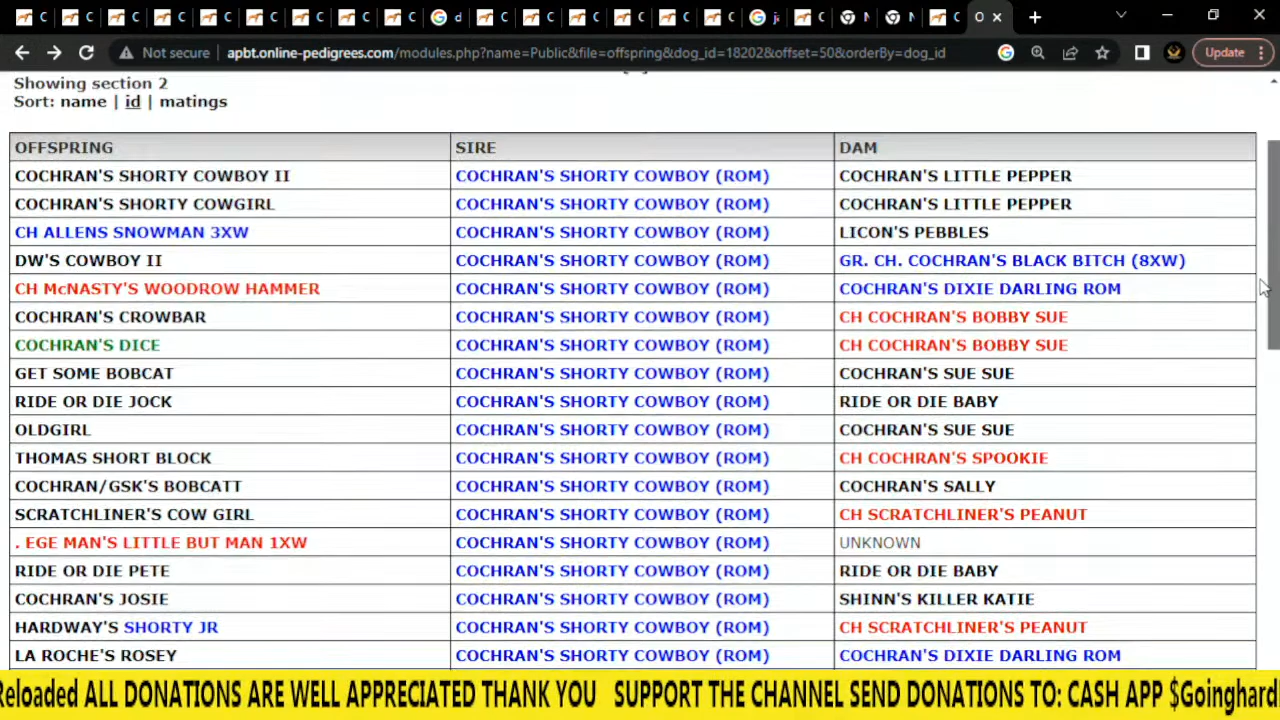 Not secure | apbt.online-pedigrees.com/modules.php?name=Public&file=offspring&dog_id=18202&offset=50&orderBy=dog_id Update
Showing section 2
Sort: name | id | matings
OFFSPRING SIRE DAM
COCHRAN'S SHORTY COWBOY II COCHRAN'S SHORTY COWBOY (ROM) COCHRAN'S LITTLE PEPPER
COCHRAN'S SHORTY COWGIRL COCHRAN'S SHORTY COWBOY (ROM) COCHRAN'S LITTLE PEPPER
CH ALLENS SNOWMAN 3XW COCHRAN'S SHORTY COWBOY (ROM) LICON'S PEBBLES
DW'S COWBOY II COCHRAN'S SHORTY COWBOY (ROM) GR. CH. COCHRAN'S BLACK BITCH (8XW)
CH McNASTY'S WOODROW HAMMER COCHRAN'S SHORTY COWBOY (ROM) COCHRAN'S DIXIE DARLING ROM
COCHRAN'S CROWBAR COCHRAN'S SHORTY COWBOY (ROM) CH COCHRAN'S BOBBY SUE
COCHRAN'S DICE COCHRAN'S SHORTY COWBOY (ROM) CH COCHRAN'S BOBBY SUE
GET SOME BOBCAT COCHRAN'S SHORTY COWBOY (ROM) COCHRAN'S SUE SUE
RIDE OR DIE JOCK COCHRAN'S SHORTY COWBOY (ROM) RIDE OR DIE BABY
OLDGIRL COCHRAN'S SHORTY COWBOY (ROM) COCHRAN'S SUE SUE
THOMAS SHORT BLOCK COCHRAN'S SHORTY COWBOY (ROM) CH COCHRAN'S SPOOKIE
COCHRAN/GSK'S BOBCATT COCHRAN'S SHORTY COWBOY (ROM) COCHRAN'S SALLY
SCRATCHLINER'S COW GIRL COCHRAN'S SHORTY COWBOY (ROM) CH SCRATCHLINER'S PEANUT
. EGE MAN'S LITTLE BUT MAN 1XW COCHRAN'S SHORTY COWBOY (ROM) UNKNOWN
RIDE OR DIE PETE COCHRAN'S SHORTY COWBOY (ROM) RIDE OR DIE BABY
COCHRAN'S JOSIE COCHRAN'S SHORTY COWBOY (ROM) SHINN'S KILLER KATIE
HARDWAY'S SHORTY JR COCHRAN'S SHORTY COWBOY (ROM) CH SCRATCHLINER'S PEANUT
LA ROCHE'S ROSEY COCHRAN'S SHORTY COWBOY (ROM) COCHRAN'S DIXIE DARLING ROM
Reloaded ALL DONATIONS ARE WELL APPRECIATED THANK YOU SUPPORT THE CHANNEL SEND DONATIONS TO: CASH APP $Goinghard